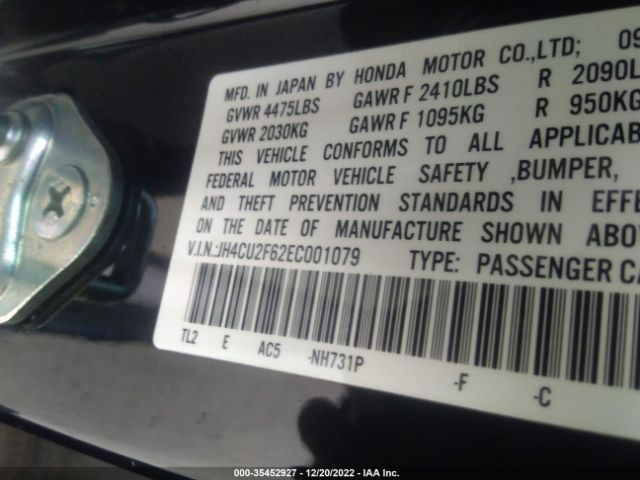 MFD. IN JAPAN BY HONDA MOTOR CO.,LTD; 09
GVWR 4475LBS GAWR F 2410LBS R 2090L
GVWR 2030KG GAWR F 1095KG R 950KG
THIS VEHICLE CONFORMS TO ALL APPLICAB
FEDERAL MOTOR VEHICLE SAFETY ,BUMPER,
AND THEFT PREVENTION STANDARDS IN EFFE
ON THE DATE OF MANUFACTURE SHOWN ABO
V.I.N.:JH4CU2F62EC001079 TYPE: PASSENGER CA
TL2 E AC5 -NH731P -F -C
000-35452927 - 12/20/2022 - IAA Inc.